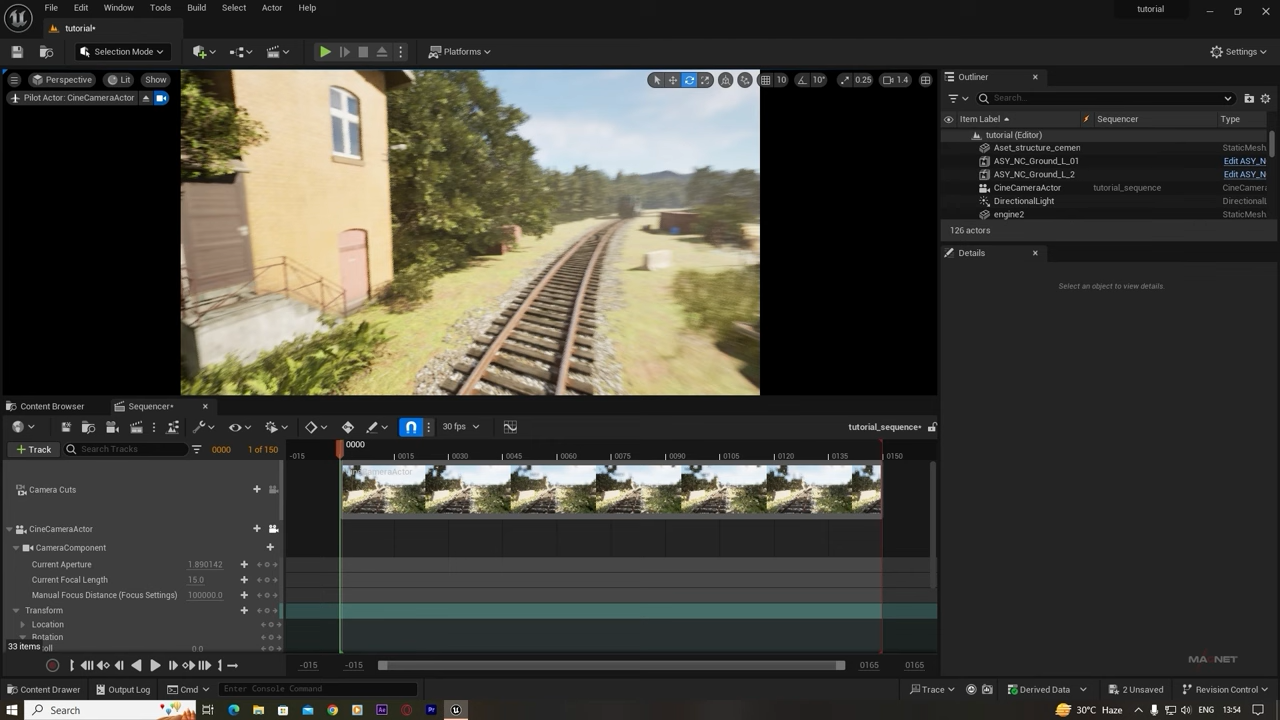 File Edit Window Tools Build Select Actor Help
tutorial
tutorial*
Selection Mode
Platforms
Settings
Perspective Lit Show
10 10° 0.25 1.4
Pilot Actor: CineCameraActor
Outliner
Search...
Item Label Sequencer Type
tutorial (Editor)
Aset_structure_cemen StaticMesh
ASY_NC_Ground_L_01 Edit ASY_N
ASY_NC_Ground_L_2 Edit ASY_N
CineCameraActor tutorial_sequence CineCamera
DirectionalLight Directional
engine2 StaticMesh
126 actors
Details
Select an object to view details.
Content Browser Sequencer*
30 fps tutorial_sequence*
Track Search Tracks 0000 1 of 150
0000
-015 0015 0030 0045 0060 0075 0090 0105 0120 0135 0150
Camera Cuts
CineCameraActor
CameraComponent
Current Aperture 1.890142
Current Focal Length 15.0
Manual Focus Distance (Focus Settings) 100000.0
Transform
Location
Rotation
33 items
0.0
-015 -015 0165 0165
MAGNET
Content Drawer Output Log Cmd Enter Console Command Trace Derived Data 2 Unsaved Revision Control
Search 30°C Haze ENG 13:54